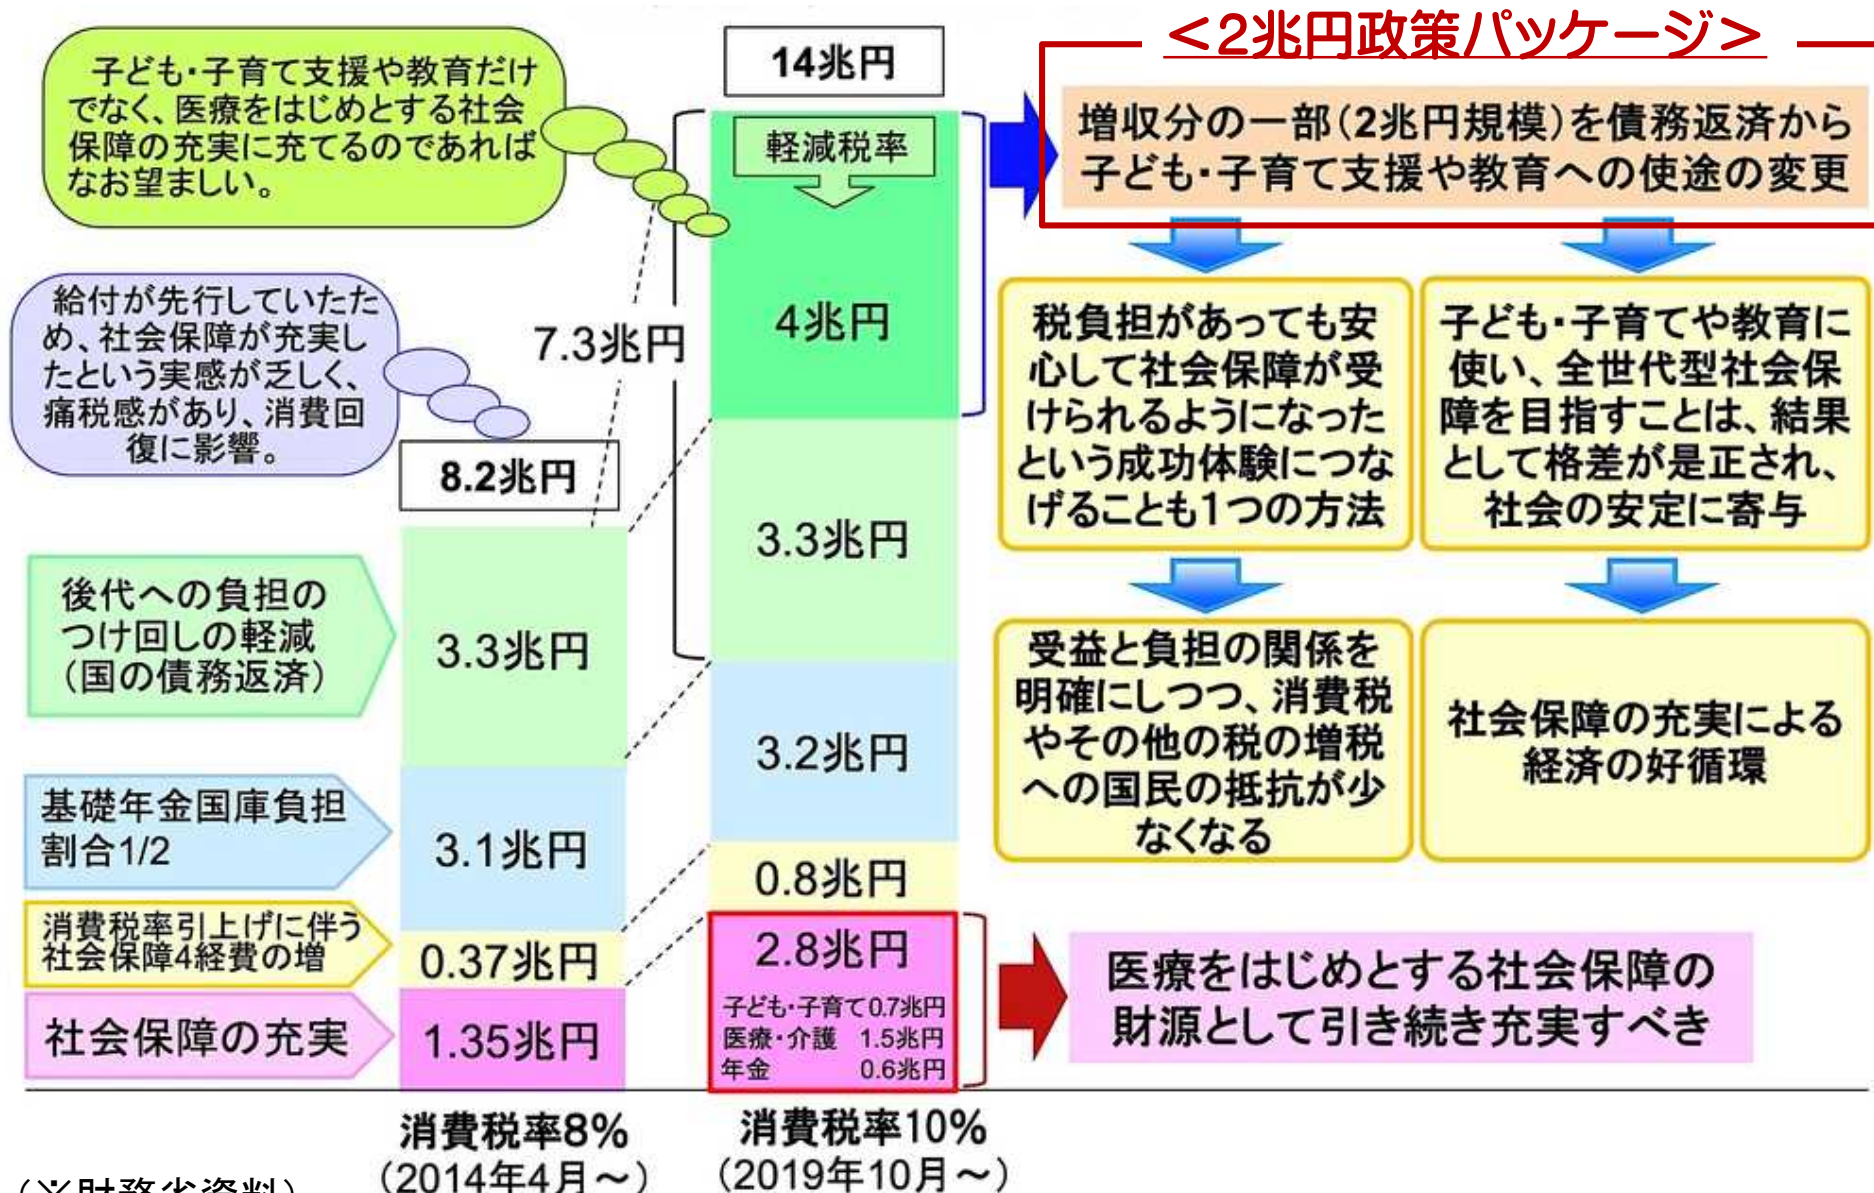 <2兆円政策パッケージ>
子ども・子育て支援や教育だけ
でなく、医療をはじめとする社会
保障の充実に充てるのであれば
なお望ましい。
14兆円
軽減税率
増収分の一部(2兆円規模)を債務返済から
子ども・子育て支援や教育への使途の変更
給付が先行していたた
め、社会保障が充実し
たという実感が乏しく、
痛税感があり、消費回
復に影響。
7.3兆円
4兆円
税負担があっても安
心して社会保障が受
けられるようになった
という成功体験につな
げることも1つの方法
子ども・子育てや教育に
使い、全世代型社会保
障を目指すことは、結果
として格差が是正され、
社会の安定に寄与
8.2兆円
3.3兆円
後代への負担の
つけ回しの軽減
(国の債務返済)
3.3兆円
受益と負担の関係を
明確にしつつ、消費税
やその他の税の増税
への国民の抵抗が少
なくなる
社会保障の充実による
経済の好循環
3.2兆円
基礎年金国庫負担
割合1/2
3.1兆円
0.8兆円
消費税率引上げに伴う
社会保障4経費の増
0.37兆円
2.8兆円
子ども・子育て0.7兆円
医療・介護 1.5兆円
年金 0.6兆円
医療をはじめとする社会保障の
財源として引き続き充実すべき
社会保障の充実
1.35兆円
消費税率8%
(2014年4月~)
消費税率10%
(2019年10月~)
(※財務省資料)